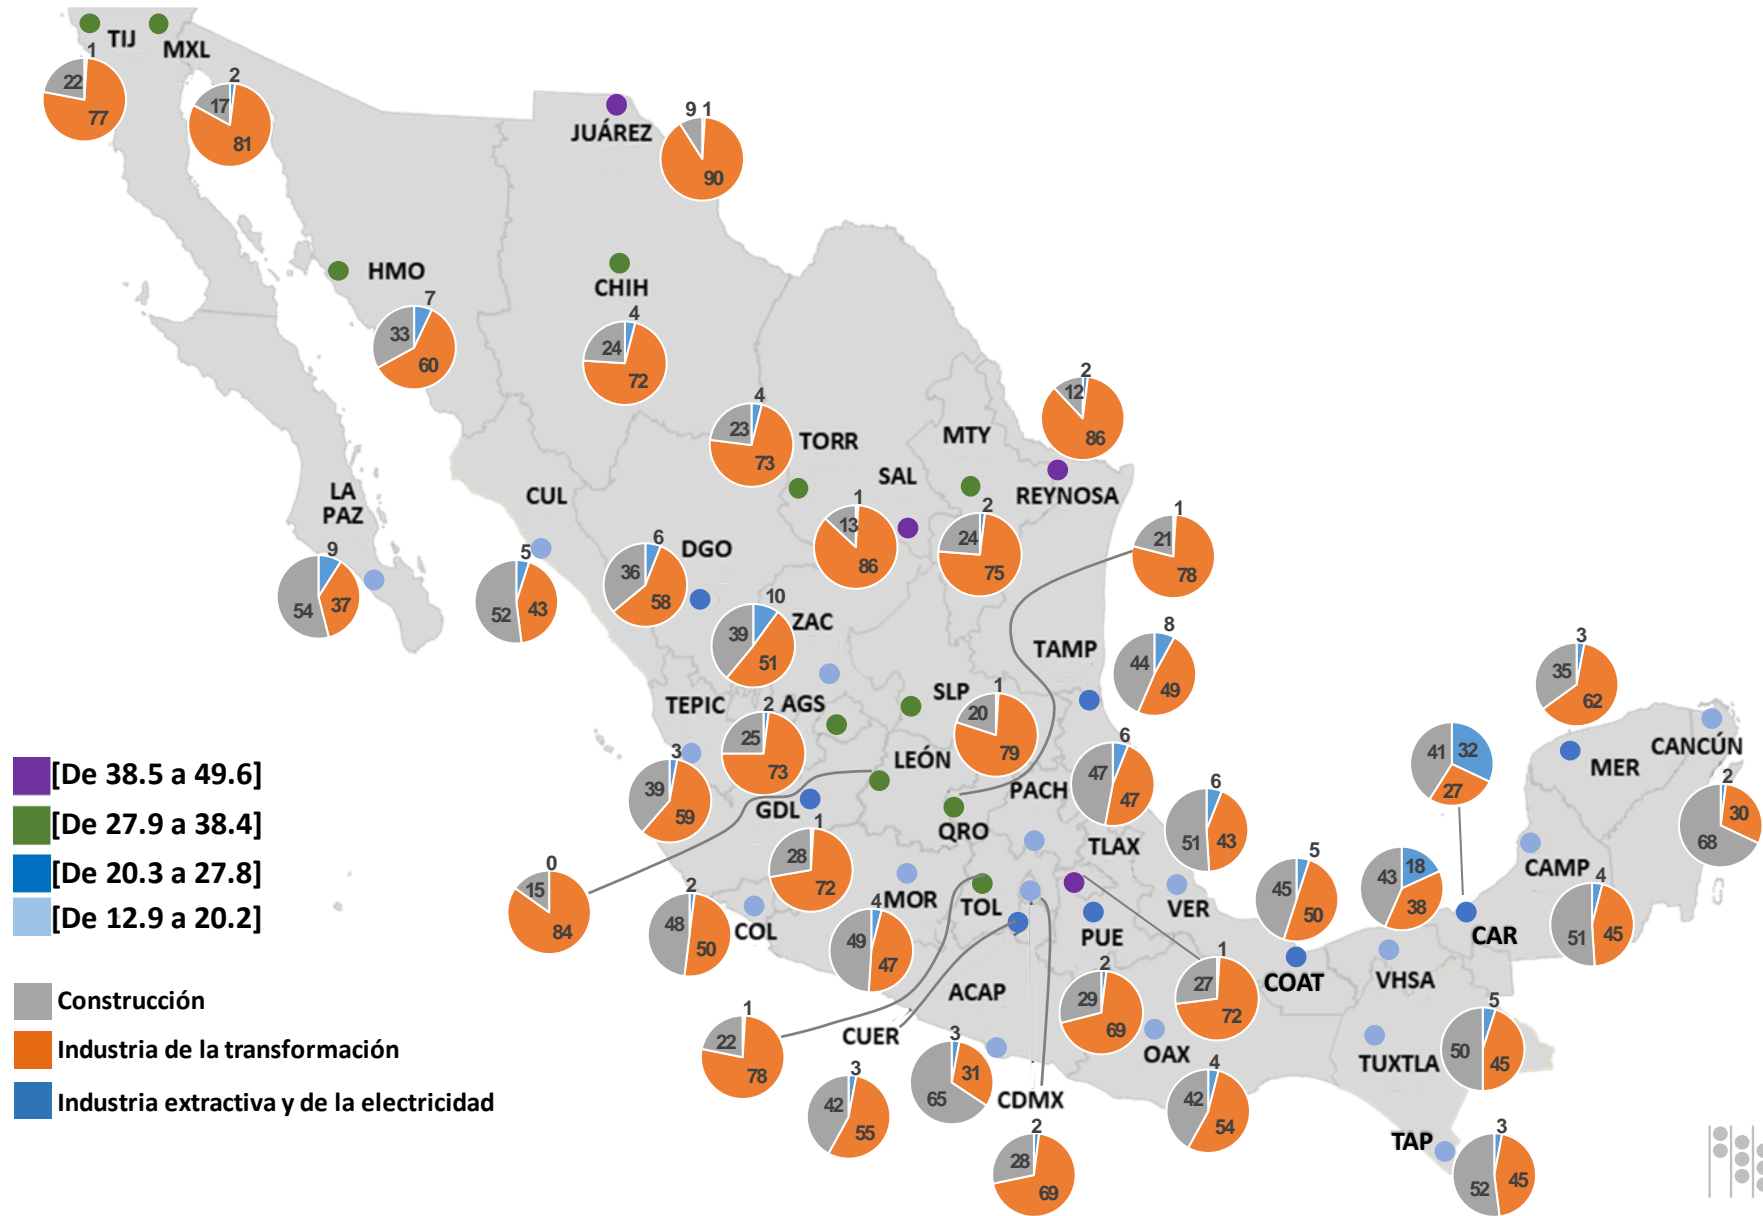 TIJ
MXL
1
22
77
2
17
81
JUÁREZ
9
1
90
HMO
7
33
60
CHIH
4
24
72
4
23
73
TORR
MTY
2
12
86
SAL
REYNOSA
LA
PAZ
9
54
37
CUL
5
52
43
DGO
6
36
58
1
13
86
2
24
75
1
21
78
ZAC
10
39
51
TAMP
8
44
49
TEPIC
AGS
2
25
73
SLP
1
20
79
3
35
62
3
39
59
LEÓN
PACH
6
47
47
41
32
27
MER
CANCÚN
2
30
68
[De 38.5 a 49.6]
[De 27.9 a 38.4]
[De 20.3 a 27.8]
[De 12.9 a 20.2]
GDL
1
28
72
QRO
TLAX
6
51
43
0
15
84
2
48
50
COL
MOR
4
49
47
TOL
PUE
VER
5
45
50
18
43
38
CAMP
4
51
45
CAR
COAT
VHSA
Construcción
Industria de la transformación
Industria extractiva y de la electricidad
1
22
78
CUER
3
42
55
ACAP
3
31
65
CDMX
2
28
69
2
29
69
OAX
1
27
72
4
42
54
TUXTLA
5
50
45
TAP
3
52
45